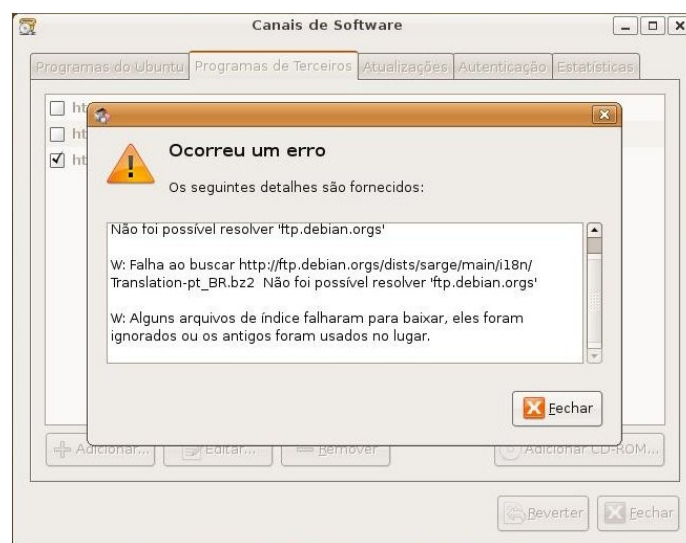 Canais de Software
Programas do Ubuntu Programas de Terceiros Atualizações Autenticação Estatísticas
ht
ht
ht
Ocorreu um erro
Os seguintes detalhes são fornecidos:
Não foi possível resolver 'ftp.debian.orgs'
W: Falha ao buscar http://ftp.debian.orgs/dists/sarge/main/i18n/
Translation-pt_BR.bz2 Não foi possível resolver 'ftp.debian.orgs'
W: Alguns arquivos de índice falharam para baixar, eles foram
ignorados ou os antigos foram usados no lugar.
Fechar
Adicionar... Editar... Remover Adicionar CD-ROM...
Reverter Fechar